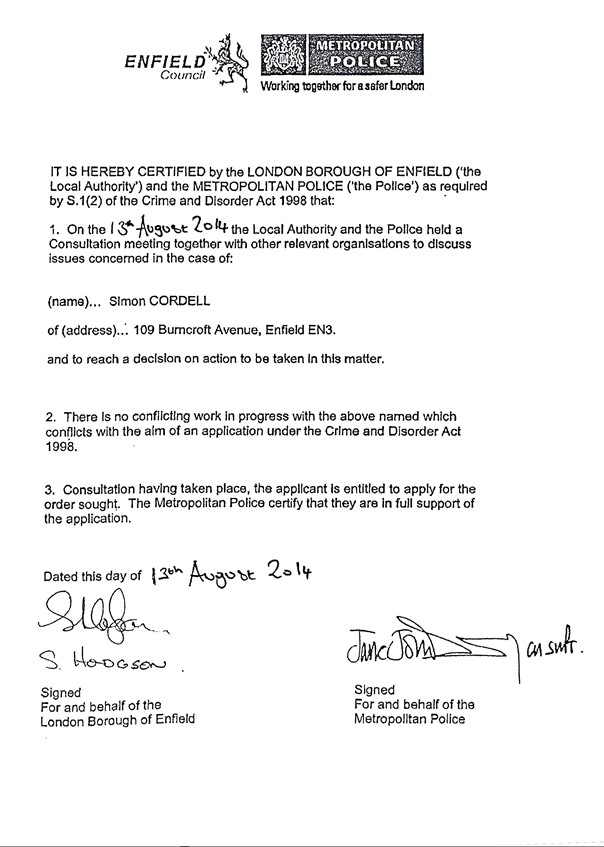 ENFIELD
Council
METROPOLITAN
POLICE
Working together for a safer London
IT IS HEREBY CERTIFIED by the LONDON BOROUGH OF ENFIELD ('the
Local Authority') and the METROPOLITAN POLICE ('the Police') as required
by S.1(2) of the Crime and Disorder Act 1998 that:
1. On the 13th August 2014 the Local Authority and the Police held a
Consultation meeting together with other relevant organisations to discuss
issues concerned in the case of:
(name)... Simon CORDELL
of (address)... 109 Burncroft Avenue, Enfield EN3.
and to reach a decision on action to be taken in this matter.
2. There is no conflicting work in progress with the above named which
conflicts with the aim of an application under the Crime and Disorder Act
1998.
3. Consultation having taken place, the applicant is entitled to apply for the
order sought. The Metropolitan Police certify that they are in full support of
the application.
Dated this day of 13th August 2014
S. HODGSON
Jane
Signed
For and behalf of the
London Borough of Enfield
Signed
For and behalf of the
Metropolitan Police